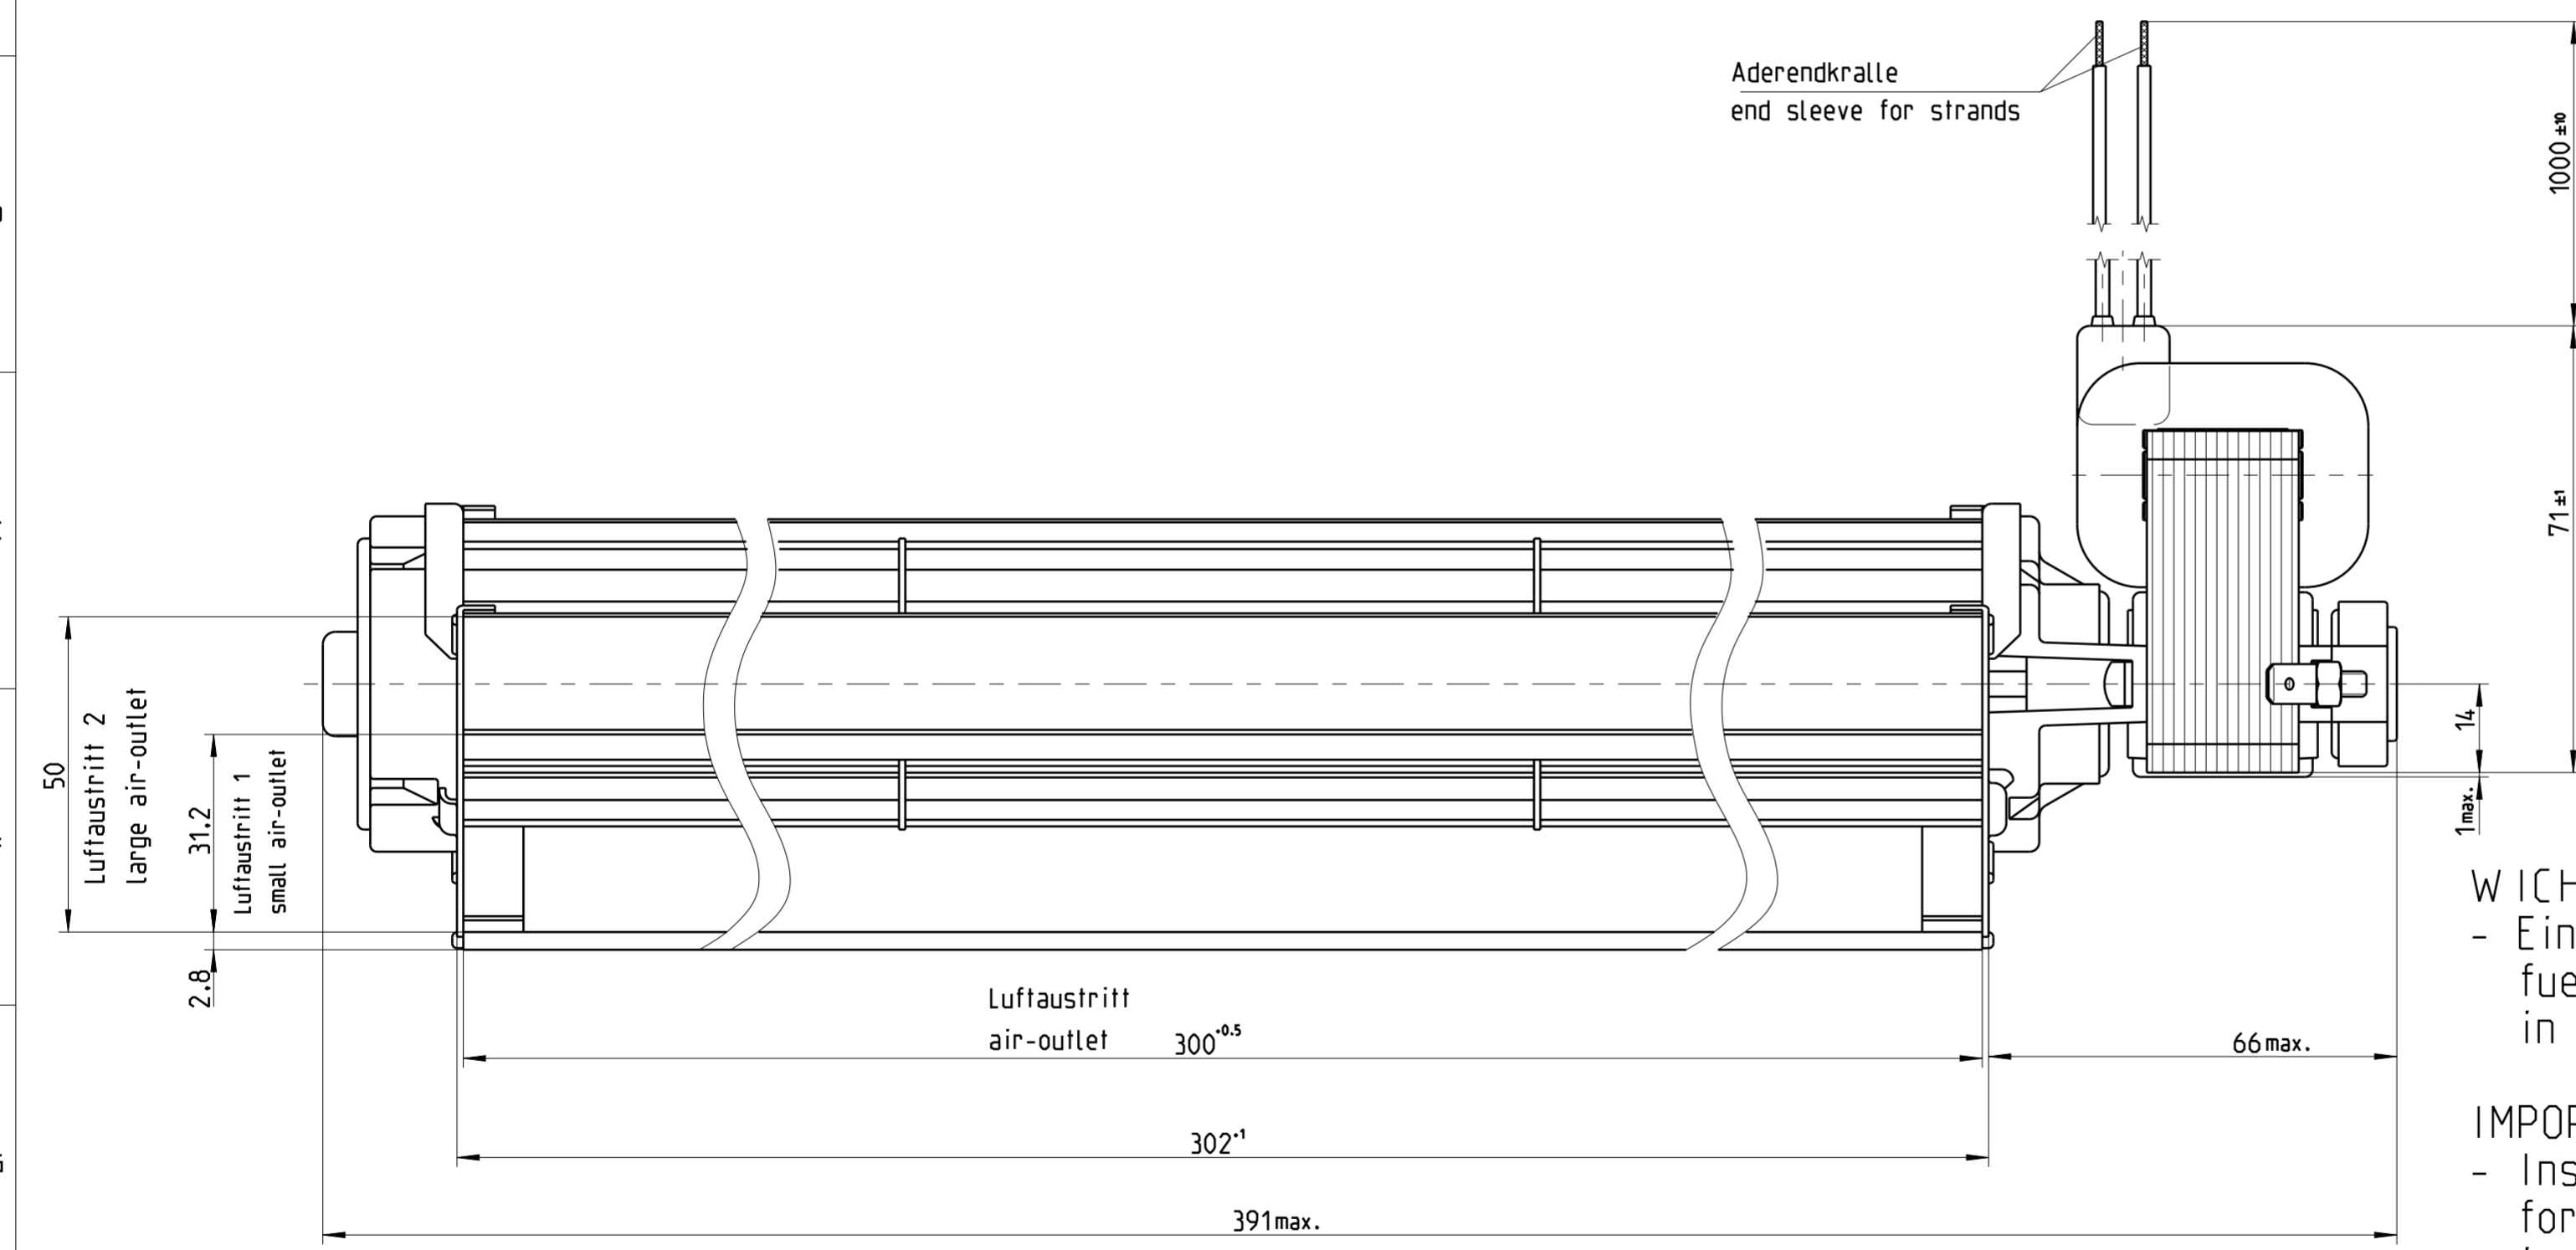 Aderendkralle
end sleeve for strands
1000±10
71±1
50
Luftaustritt 2
large air-outlet
31.2
Luftaustritt 1
small air-outlet
2.8
14
1max.
Luftaustritt
air-outlet 300+0.5
66max.
302+1
391max.
WICH
- Ein
fue
in
IMPOR
- Ins
for